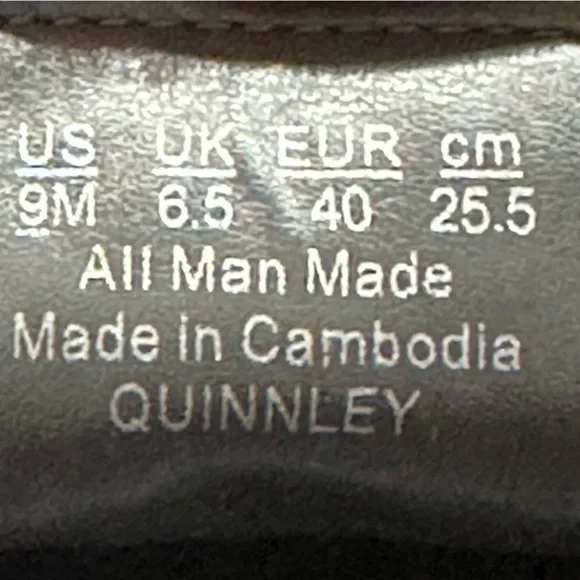 US UK EUR cm
9M 6.5 40 25.5
All Man Made
Made in Cambodia
QUINNLEY